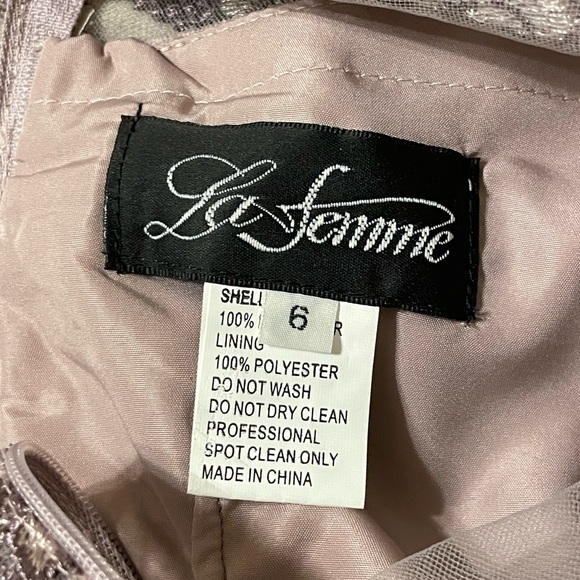 La Femme
6
SHELL
100% R
LINING
100% POLYESTER
DO NOT WASH
DO NOT DRY CLEAN
PROFESSIONAL
SPOT CLEAN ONLY
MADE IN CHINA